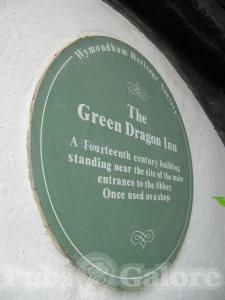 Wymondham Heritage Society
The
Green Dragon Inn
A Fourteenth century building
standing near the site of the main
entrance to the Abbey.
Once used as a shop.
Pubs Galore